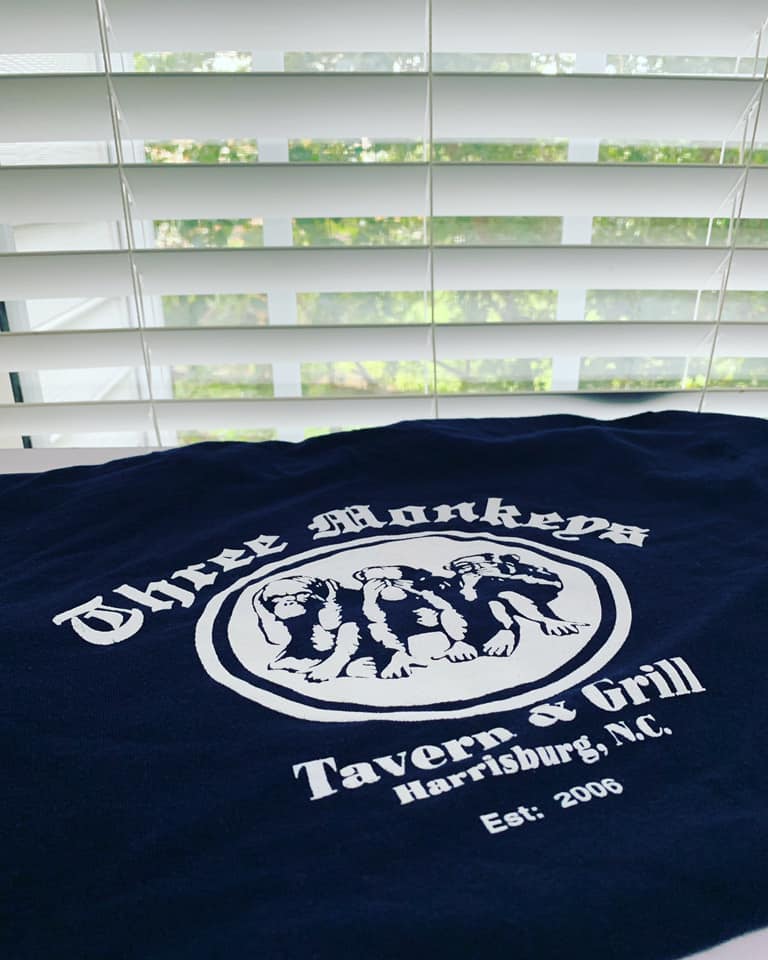 Three Monkeys
Tavern & Grill
Harrisburg, N.C.
Est: 2006